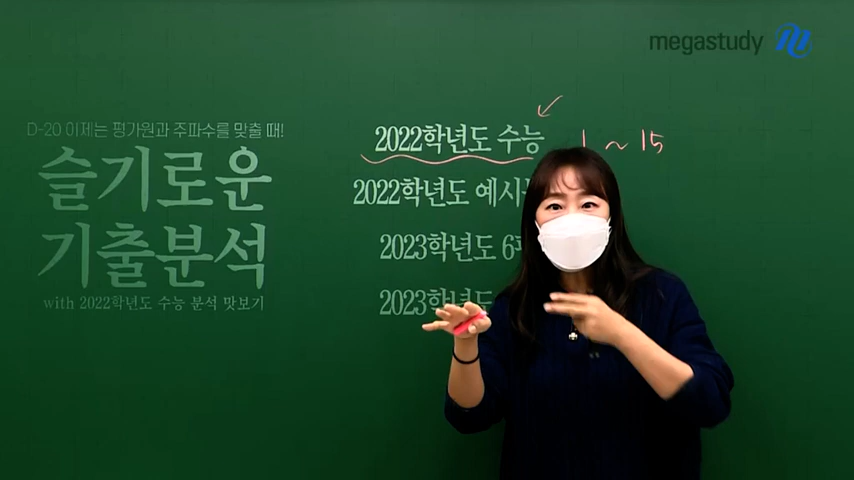 megastudy
D-20 이제는 평가원과 주파수를 맞출 때!
슬기로운
기출분석
with 2022학년도 수능 분석 맛보기
2022학년도 수능 1~15
2022학년도 예시
2023학년도 6
2023학년도